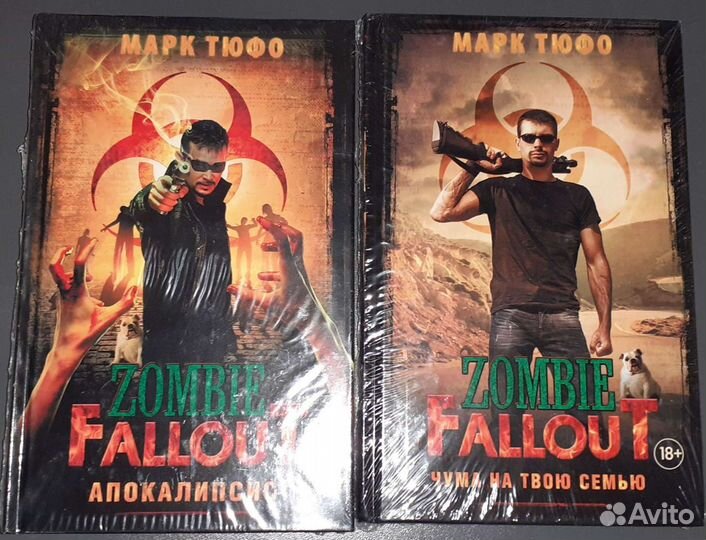 МАРК ТЮФО
ZOMBIE
FALLOUT
АПОКАЛИПСИС
МАРК ТЮФО
ZOMBIE
FALLOUT
ЧУМА НА ТВОЮ СЕМЬЮ
18+
Avito